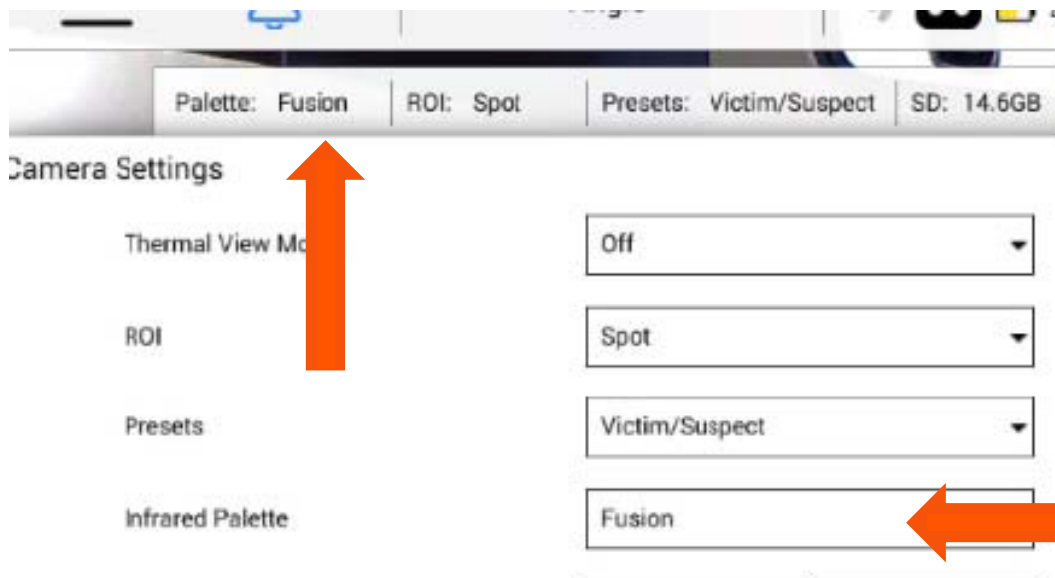 Palette: Fusion ROI: Spot Presets: Victim/Suspect SD: 14.6GB
Camera Settings
Thermal View
Off
ROI
Spot
Presets
Victim/Suspect
Infrared Palette
Fusion